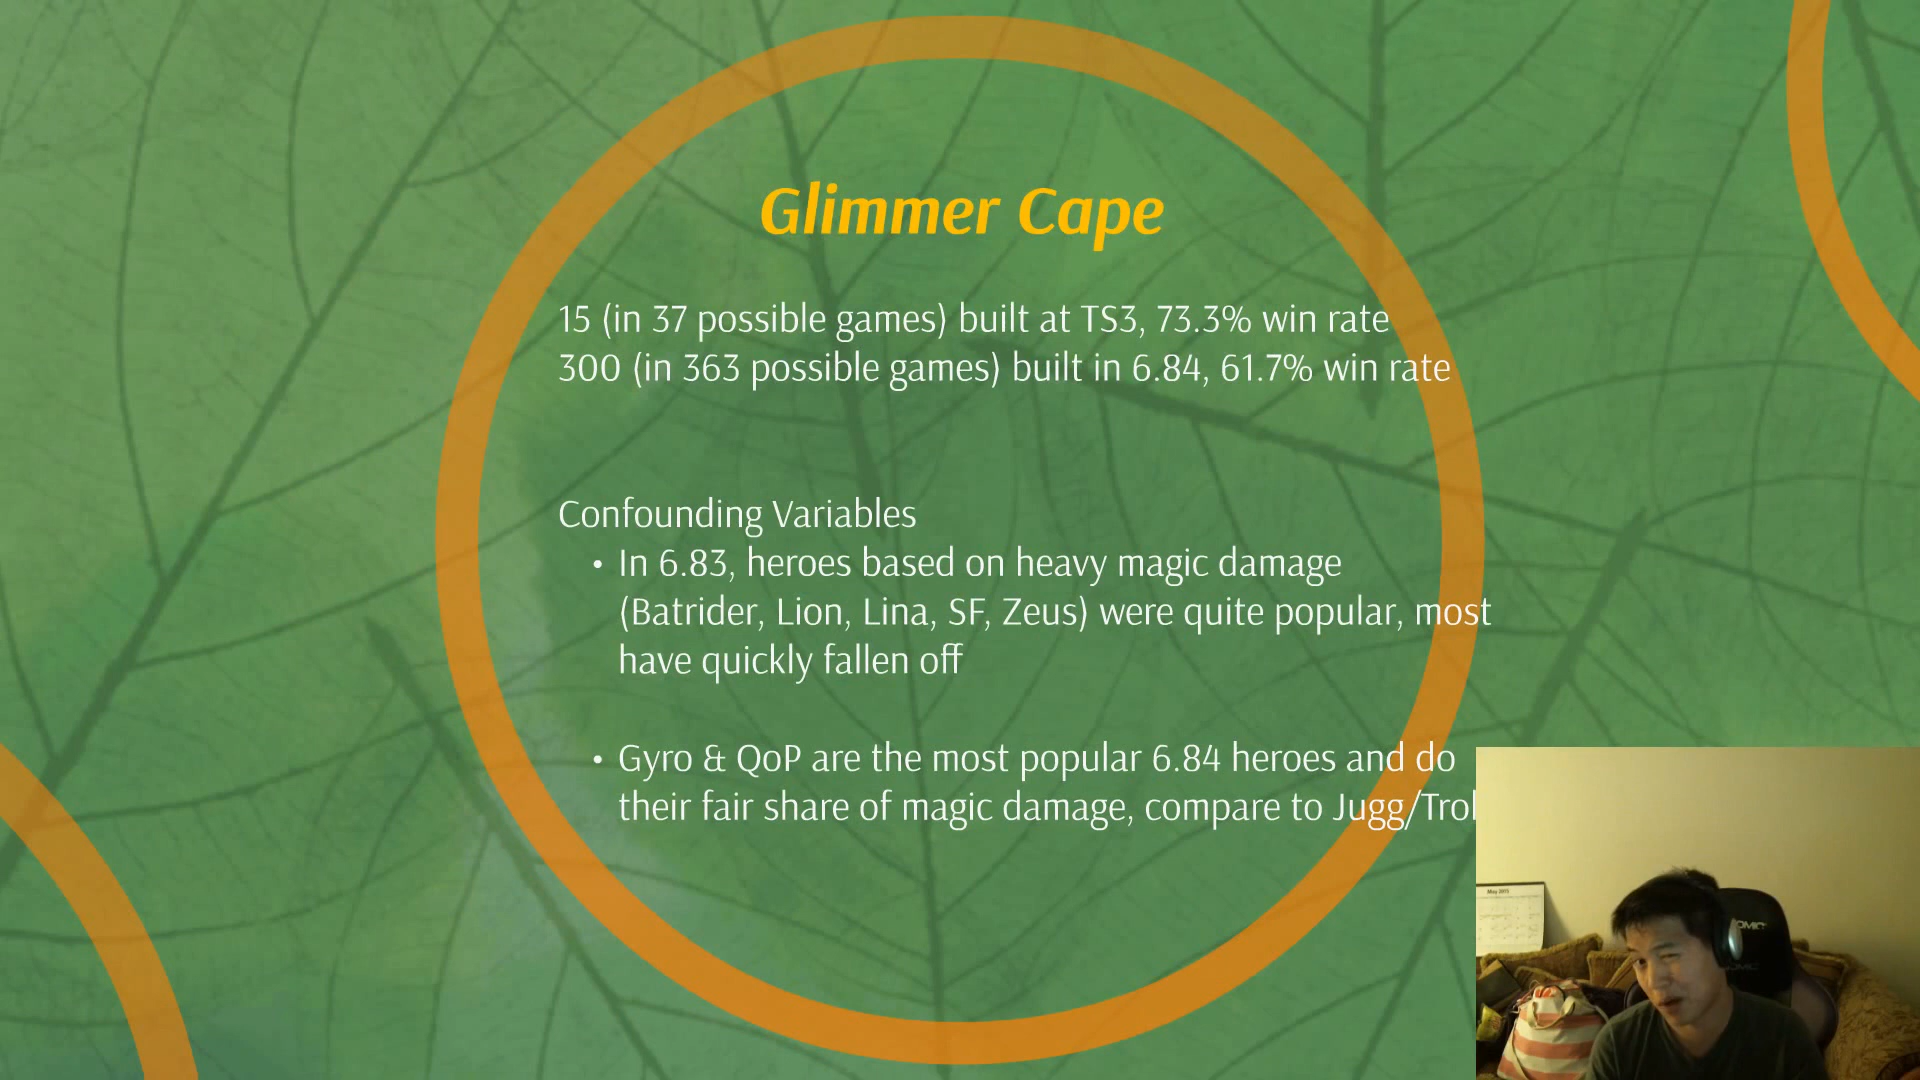 Glimmer Cape
15 (in 37 possible games) built at TS3, 73.3% win rate
300 (in 363 possible games) built in 6.84, 61.7% win rate
Confounding Variables
• In 6.83, heroes based on heavy magic damage
(Batrider, Lion, Lina, SF, Zeus) were quite popular, most
have quickly fallen off
• Gyro & QoP are the most popular 6.84 heroes and do
their fair share of magic damage, compare to Jugg/Trol
May 2015